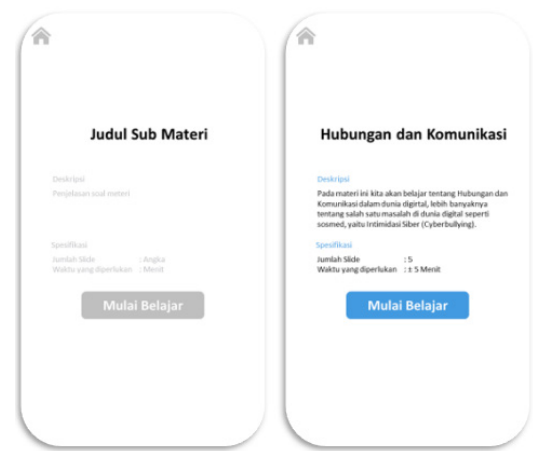 Judul Sub Materi
Deskripsi
Penjelasan soal meteri
Spesifikasi
Jumlah Slide : Angka
Waktu yang diperlukan : Menit
Mulai Belajar
Hubungan dan Komunikasi
Deskripsi
Pada materi ini kita akan belajar tentang Hubungan dan
Komunikasi dalam dunia digirtal, lebih banyaknya
tentang salah satu masalah di dunia digital seperti
sosmed, yaitu Intimidasi Siber (Cyberbullying).
Spesifikasi
Jumlah Slide : 5
Waktu yang diperlukan : ± 5 Menit
Mulai Belajar